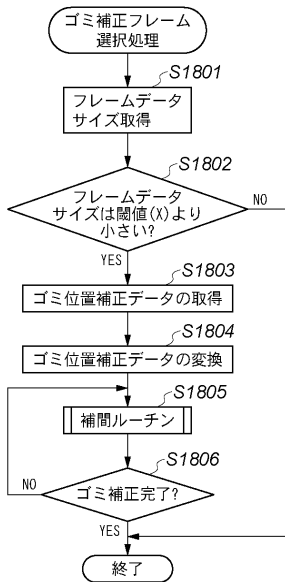 ゴミ補正フレーム
選択処理
S1801
フレームデータ
サイズ取得
S1802
フレームデータ
サイズは閾値(X)より
小さい?
NO
YES
S1803
ゴミ位置補正データの取得
S1804
ゴミ位置補正データの変換
S1805
補間ルーチン
S1806
NO
ゴミ補正完了?
YES
終了